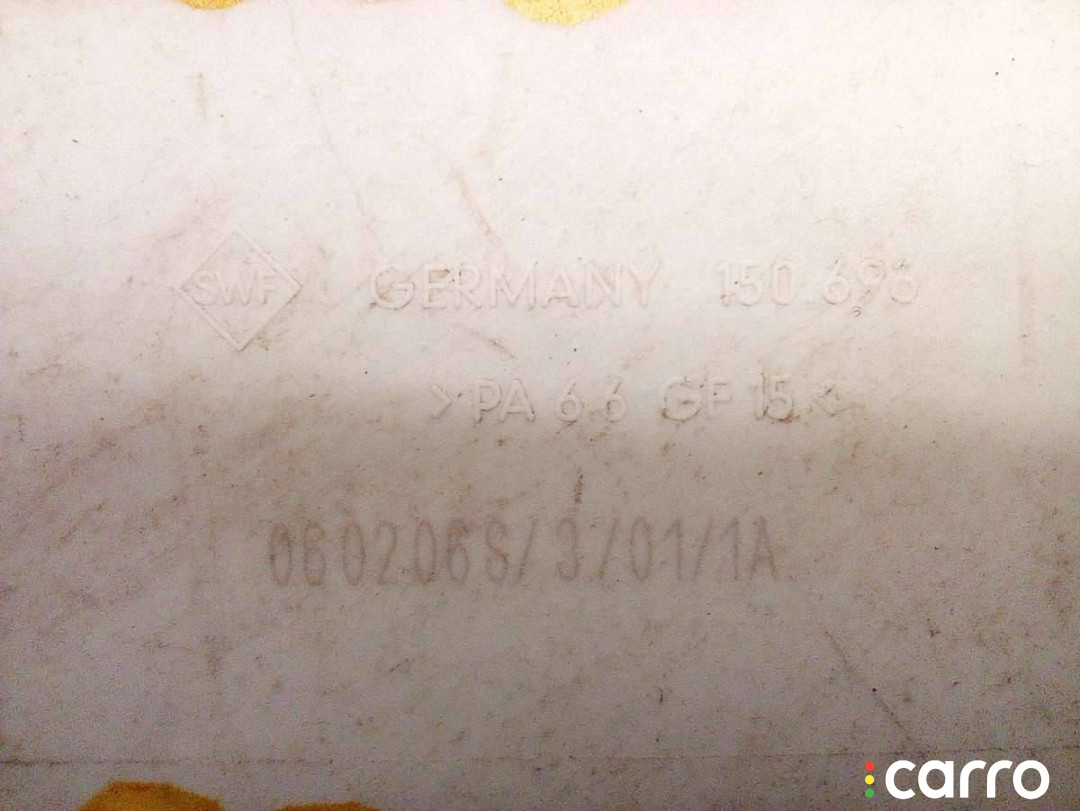 SWF GERMANY 150 696
>PA 6.6 GF 15<
060206S/3/01/1A
carro